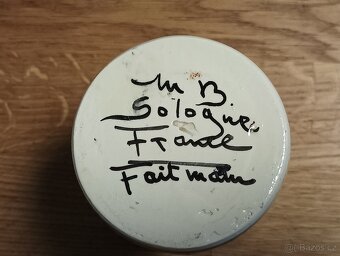 M B
Sologne
France
Fait main
© Bazos.cz